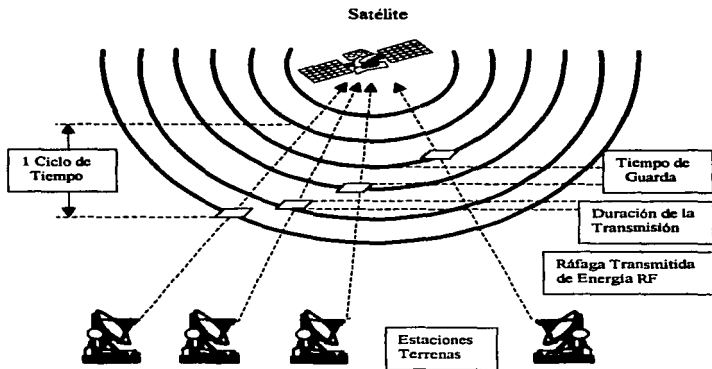 Satélite
1 Ciclo de
Tiempo
Tiempo de
Guarda
Duración de la
Transmisión
Ráfaga Transmitida
de Energía RF
Estaciones
Terrenas